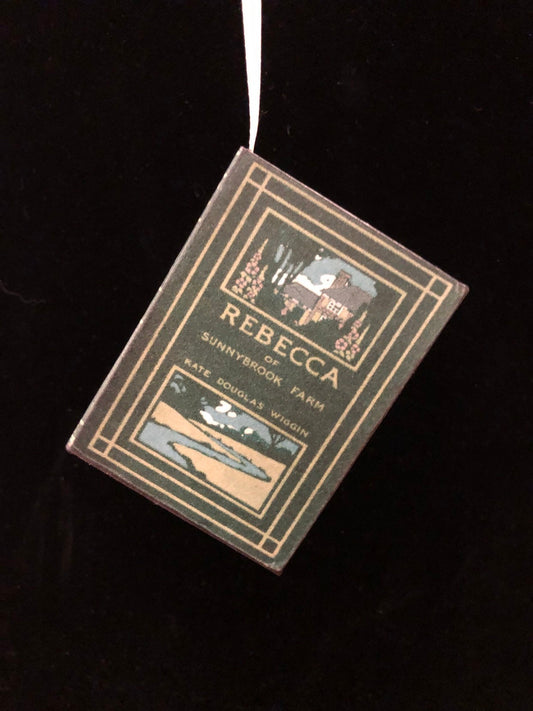 REBECCA
OF
SUNNYBROOK FARM
KATE DOUGLAS WIGGIN